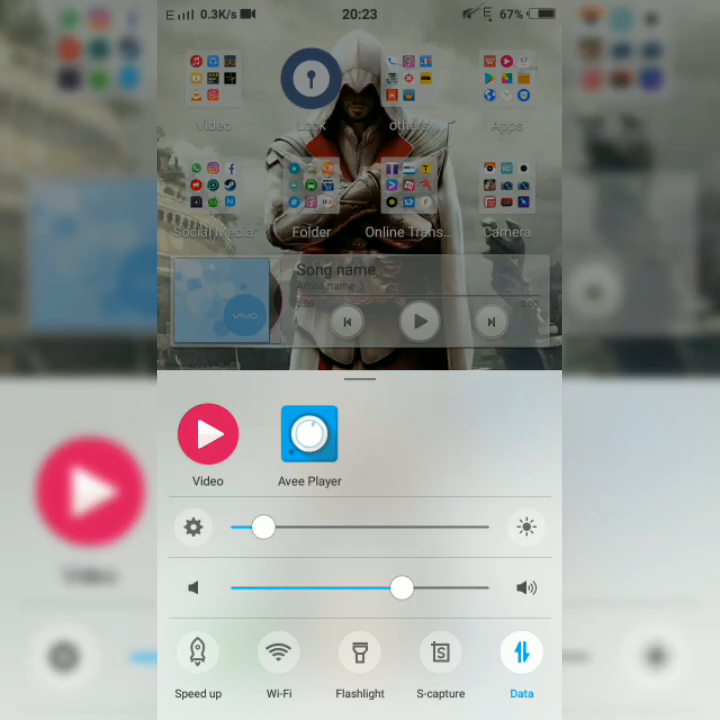 E 0.3K/s 20:23 E 67%
Video Lock others Apps
Social Media Folder Online Trans... Camera
Song name
Artist name
0:00 0:00
vivo
Video Avee Player
Speed up Wi-Fi Flashlight S-capture Data